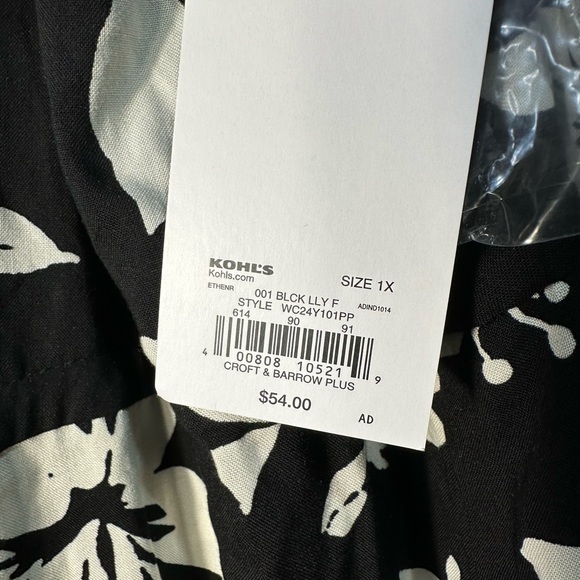 KOHL'S
Kohls.com
SIZE 1X
ETHENR
001 BLCK LLY F
ADIND1014
STYLE WC24Y101PP
614 90 91
4 00808 10521 9
CROFT & BARROW PLUS
$54.00
AD